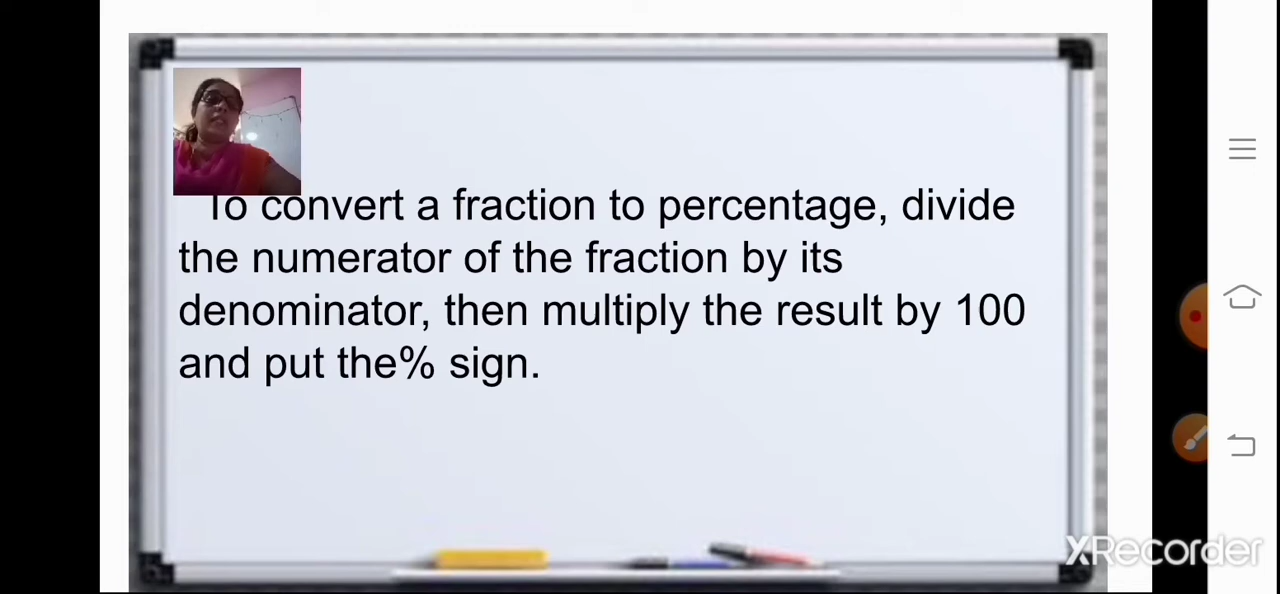 To convert a fraction to percentage, divide
the numerator of the fraction by its
denominator, then multiply the result by 100
and put the% sign.
XRecorder